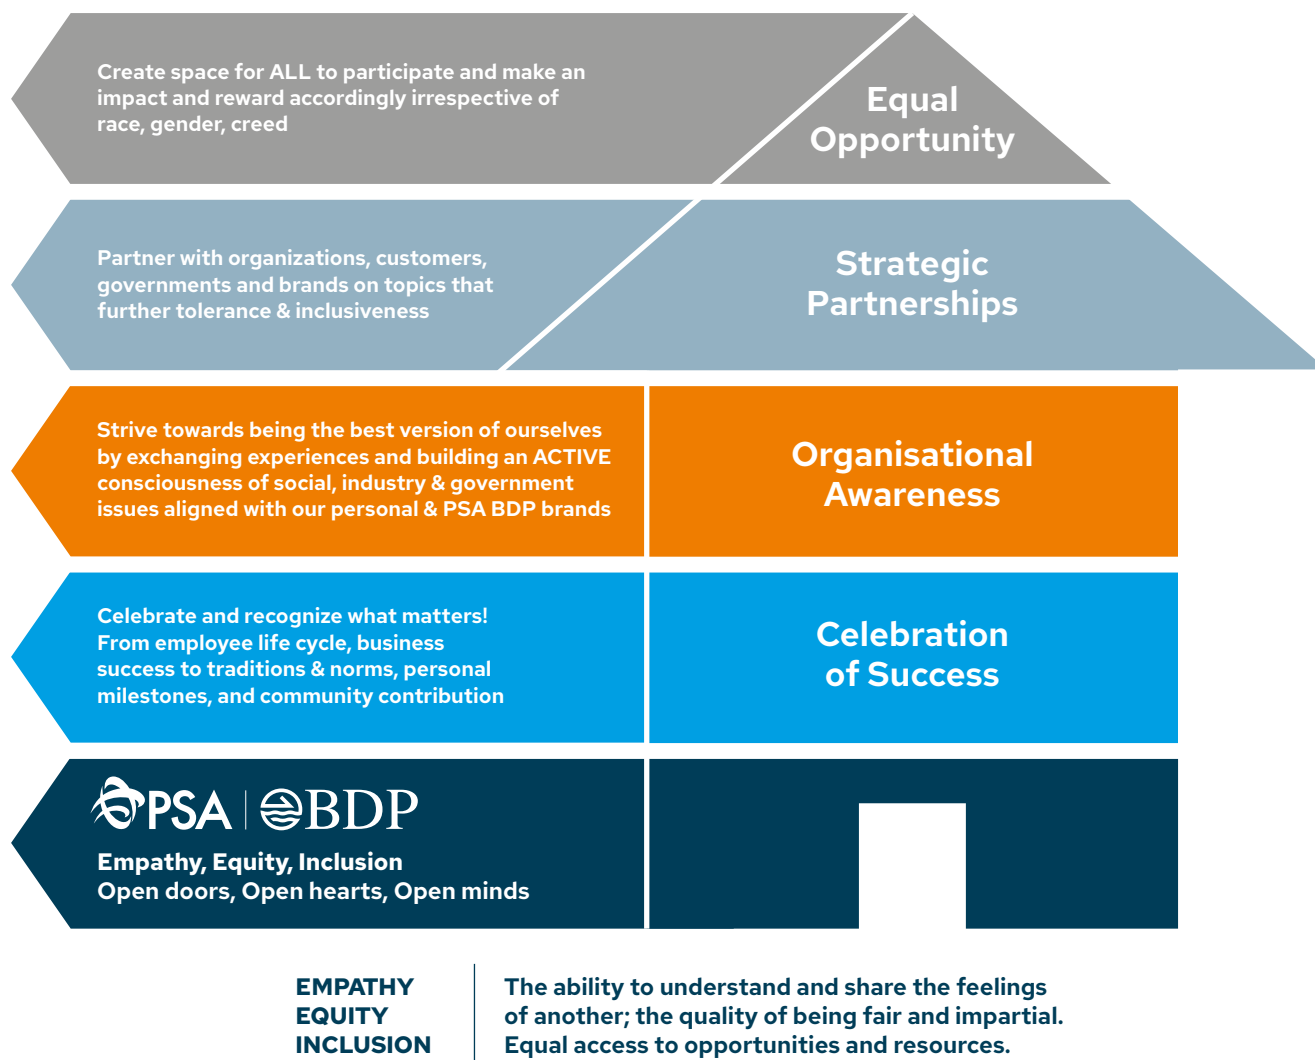 Create space for ALL to participate and make an
impact and reward accordingly irrespective of
race, gender, creed
Equal
Opportunity
Partner with organizations, customers,
governments and brands on topics that
further tolerance & inclusiveness
Strategic
Partnerships
Strive towards being the best version of ourselves
by exchanging experiences and building an ACTIVE
consciousness of social, industry & government
issues aligned with our personal & PSA BDP brands
Organisational
Awareness
Celebrate and recognize what matters!
From employee life cycle, business
success to traditions & norms, personal
milestones, and community contribution
Celebration
of Success
PSA | BDP
Empathy, Equity, Inclusion
Open doors, Open hearts, Open minds
EMPATHY
EQUITY
INCLUSION
The ability to understand and share the feelings
of another; the quality of being fair and impartial.
Equal access to opportunities and resources.